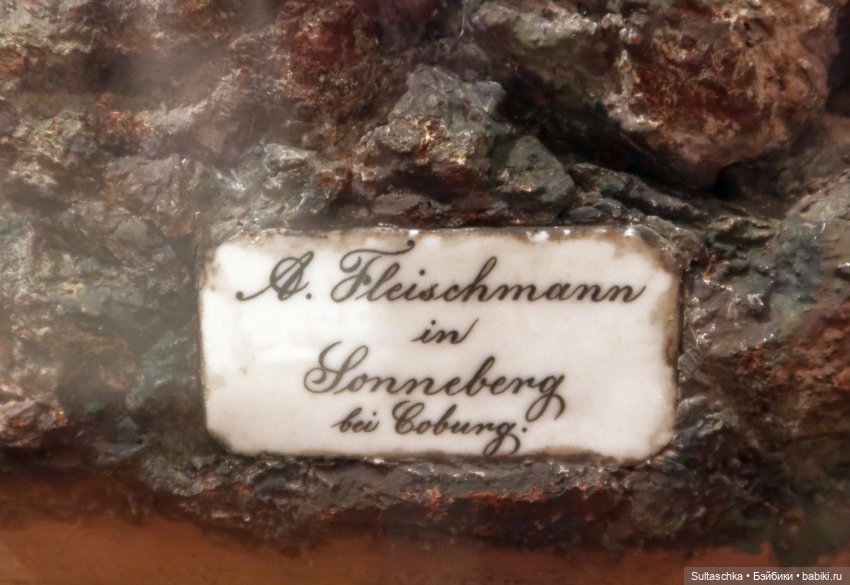 A. Fleischmann
in
Sonneberg
bei Coburg.
Sultaschka • Бэйбики • babiki.ru